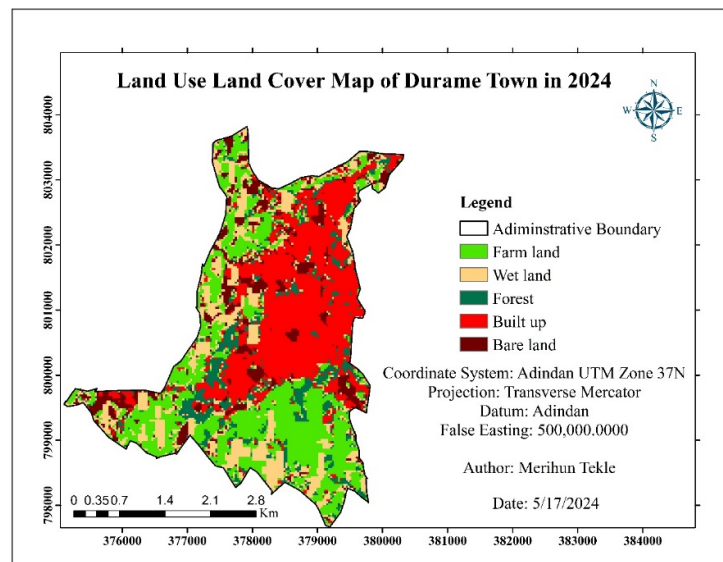 Land Use Land Cover Map of Durame Town in 2024
N
W E
S
804000
803000
802000
801000
800000
799000
798000
Legend
Adiminstrative Boundary
Farm land
Wet land
Forest
Built up
Bare land
Coordinate System: Adindan UTM Zone 37N
Projection: Transverse Mercator
Datum: Adindan
False Easting: 500,000.0000
Author: Merihun Tekle
Date: 5/17/2024
0 0.35 0.7 1.4 2.1 2.8
Km
376000 377000 378000 379000 380000 381000 382000 383000 384000